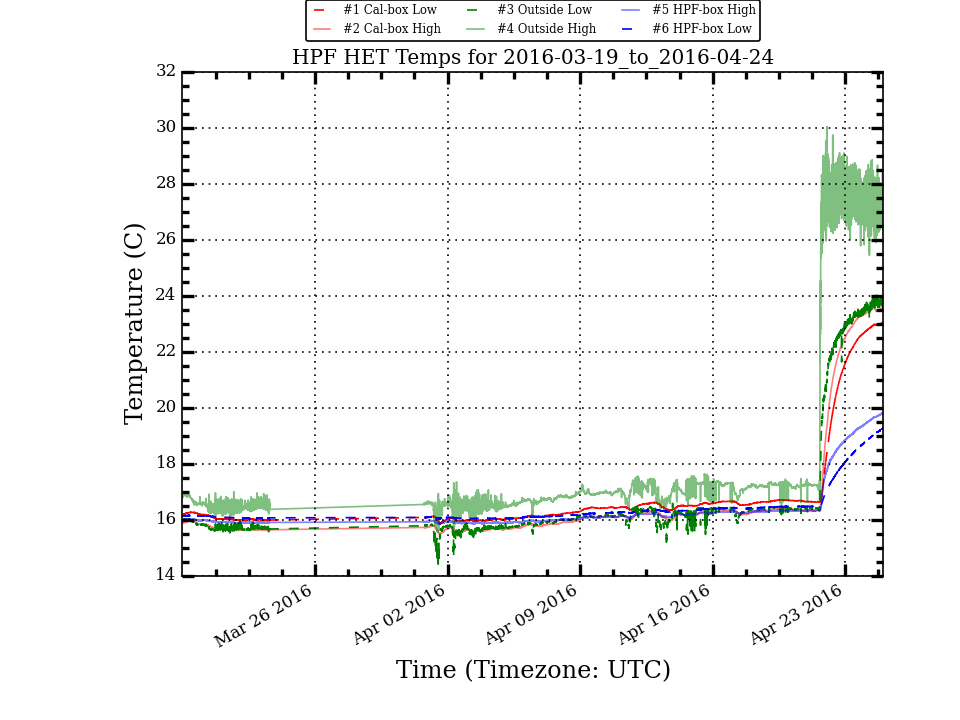 #1 Cal-box Low #3 Outside Low #5 HPF-box High
#2 Cal-box High #4 Outside High #6 HPF-box Low
HPF HET Temps for 2016-03-19_to_2016-04-24
32
30
28
26
24
22
20
18
16
14
Temperature (C)
Mar 26 2016 Apr 02 2016 Apr 09 2016 Apr 16 2016 Apr 23 2016
Time (Timezone: UTC)